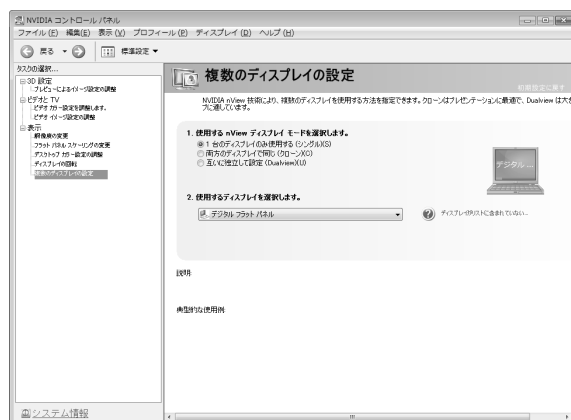 NVIDIA コントロール パネル
ファイル(F) 編集(E) 表示(V) プロフィール(P) ディスプレイ(D) ヘルプ(H)
戻る 標準設定
タスクの選択...
3D 設定
プレビューによるイメージ設定の調整
ビデオと TV
ビデオ カラー設定を調整します。
ビデオ イメージ設定の調整
表示
解像度の変更
フラット パネル スケーリングの変更
デスクトップ カラー設定の調整
ディスプレイの回転
複数のディスプレイの設定
システム情報
複数のディスプレイの設定
初期設定に戻す
NVIDIA nView 技術により、複数のディスプレイを使用する方法を指定できます。クローンはプレゼンテーションに最適で、Dualview は大き
プに適しています。
1. 使用する nView ディスプレイ モードを選択します。
1 台のディスプレイのみ使用する (シングル)(S)
両方のディスプレイで同じ (クローン)(C)
互いに独立して設定 (Dualview)(U)
デジタル ...
2. 使用するディスプレイを選択します。
デジタル フラット パネル
ディスプレイがリストに含まれていない...
説明:
典型的な使用例: